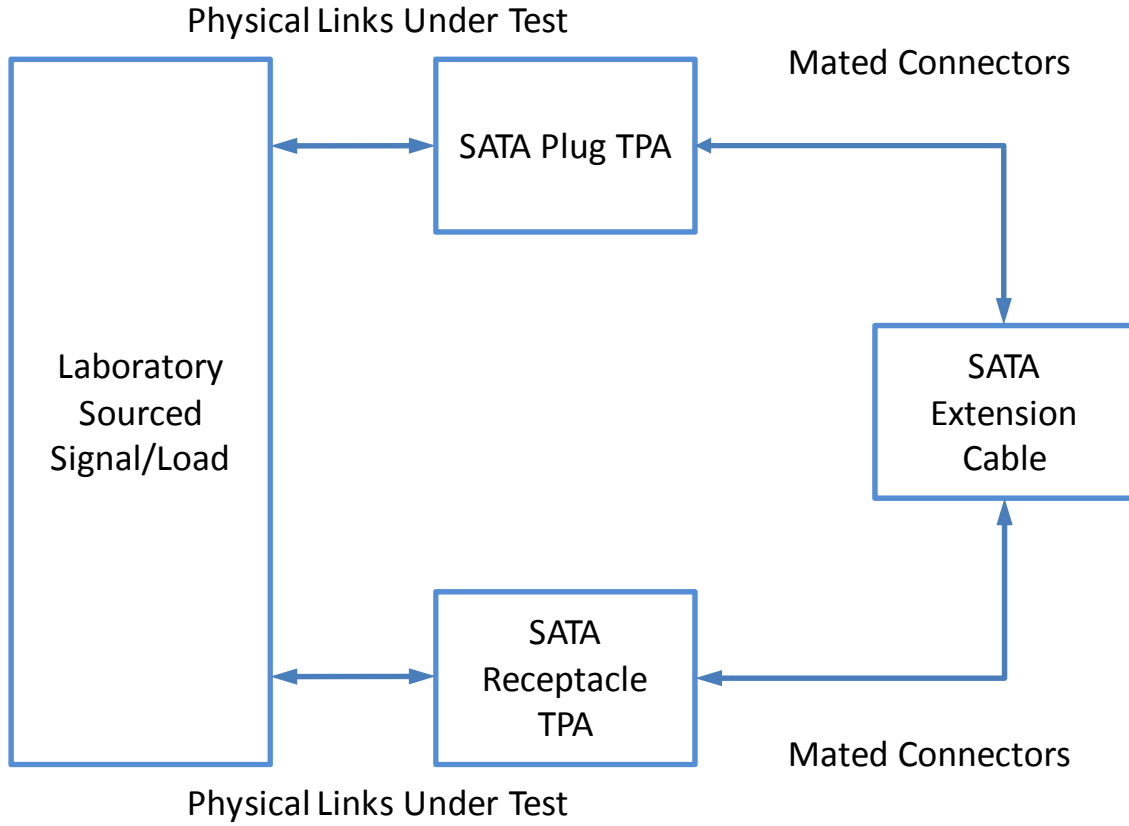 Physical Links Under Test
Mated Connectors
SATA Plug TPA
Laboratory
Sourced
Signal/Load
SATA
Extension
Cable
SATA
Receptacle
TPA
Mated Connectors
Physical Links Under Test